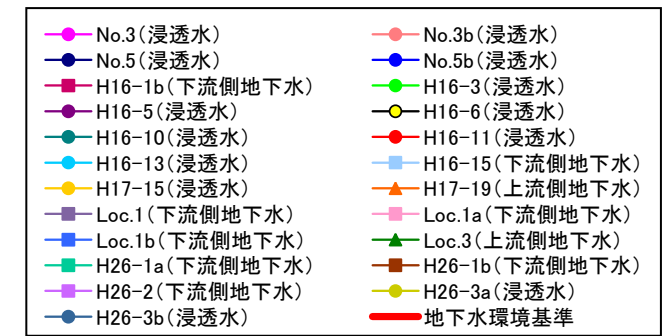 No.3(浸透水) No.3b(浸透水)
No.5(浸透水) No.5b(浸透水)
H16-1b(下流側地下水) H16-3(浸透水)
H16-5(浸透水) H16-6(浸透水)
H16-10(浸透水) H16-11(浸透水)
H16-13(浸透水) H16-15(下流側地下水)
H17-15(浸透水) H17-19(上流側地下水)
Loc.1(下流側地下水) Loc.1a(下流側地下水)
Loc.1b(下流側地下水) Loc.3(上流側地下水)
H26-1a(下流側地下水) H26-1b(下流側地下水)
H26-2(下流側地下水) H26-3a(浸透水)
H26-3b(浸透水) 地下水環境基準